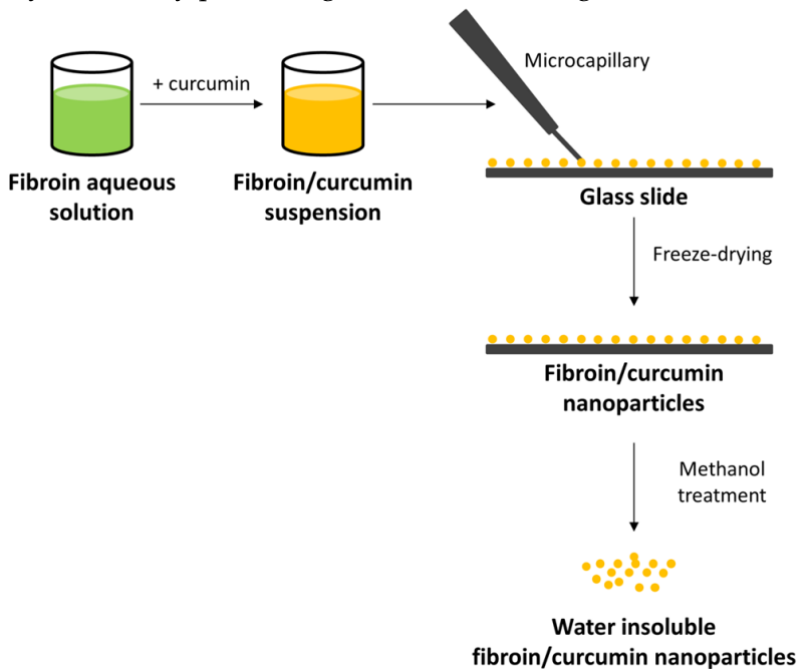 + curcumin
Microcapillary
Fibroin aqueous
solution
Fibroin/curcumin
suspension
Glass slide
Freeze-drying
Fibroin/curcumin
nanoparticles
Methanol
treatment
Water insoluble
fibroin/curcumin nanoparticles